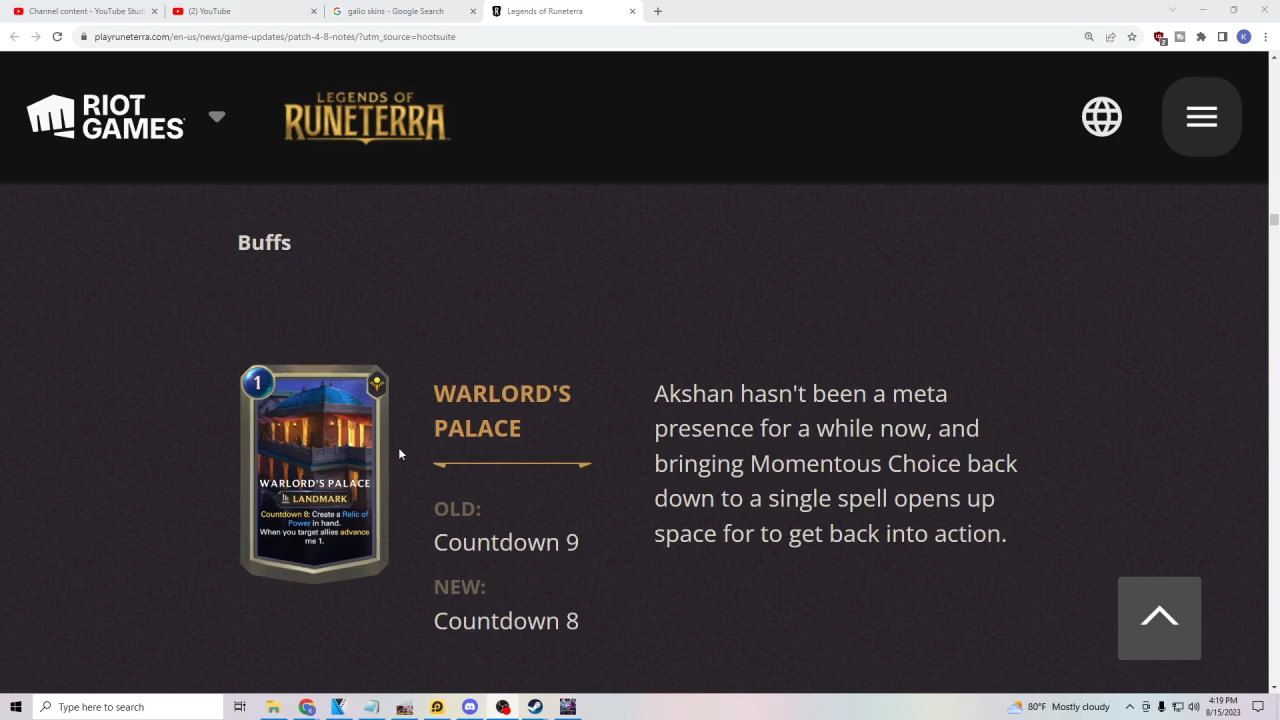 Channel content - YouTube Stud
(2) YouTube
galio skins - Google Search
Legends of Runeterra
playruneterra.com/en-us/news/game-updates/patch-4-8-notes/?utm_source=hootsuite
2
K
RIOT
GAMES
LEGENDS OF
RUNETERRA
Buffs
1
WARLORD'S PALACE
LANDMARK
Countdown 8: Create a Relic of
Power in hand.
When you target allies advance
me 1.
WARLORD'S
PALACE
OLD:
Countdown 9
NEW:
Countdown 8
Akshan hasn't been a meta
presence for a while now, and
bringing Momentous Choice back
down to a single spell opens up
space for to get back into action.
Type here to search
80°F Mostly cloudy
4:19 PM
8/15/2023